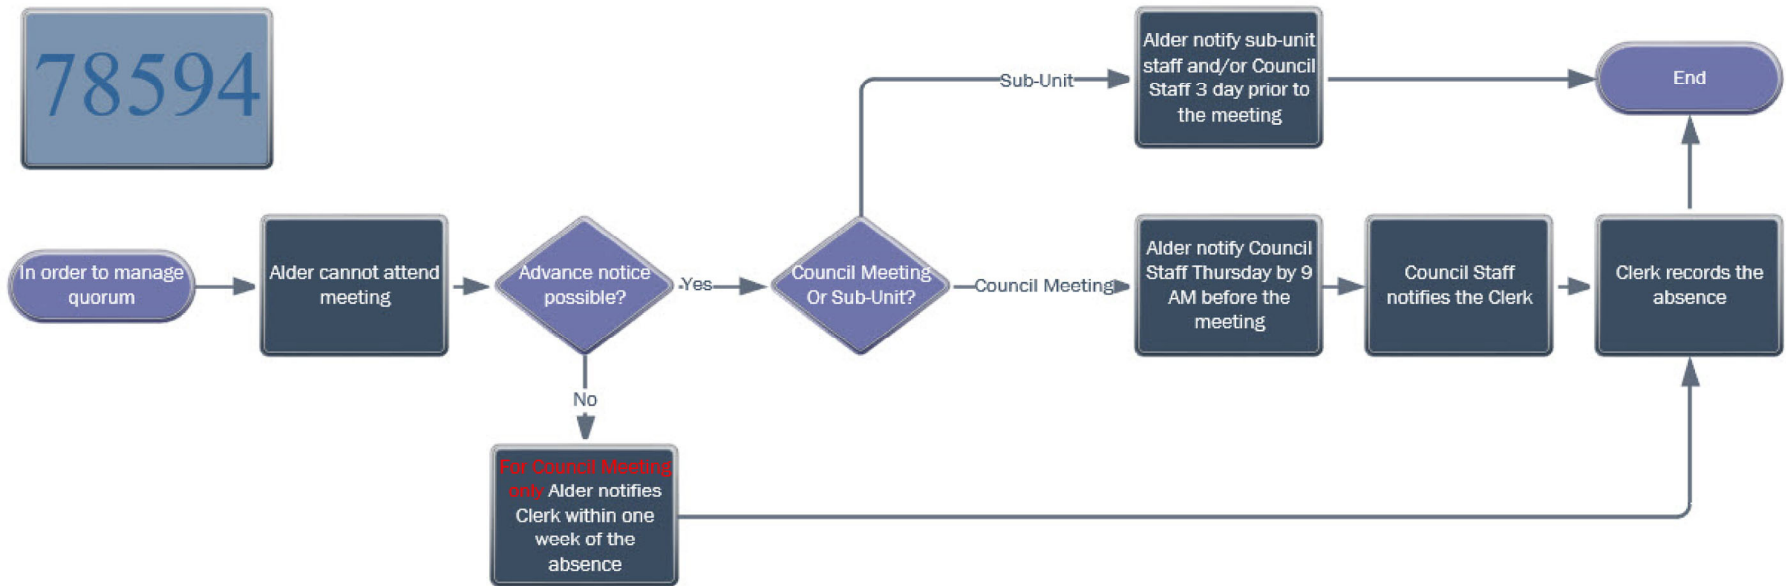 78594
In order to manage
quorum
Alder cannot attend
meeting
Advance notice
possible?
Yes
No
For Council Meeting
only Alder notifies
Clerk within one
week of the
absence
Council Meeting
Or Sub-Unit?
Sub-Unit
Alder notify sub-unit
staff and/or Council
Staff 3 day prior to
the meeting
Council Meeting
Alder notify Council
Staff Thursday by 9
AM before the
meeting
Council Staff
notifies the Clerk
Clerk records the
absence
End